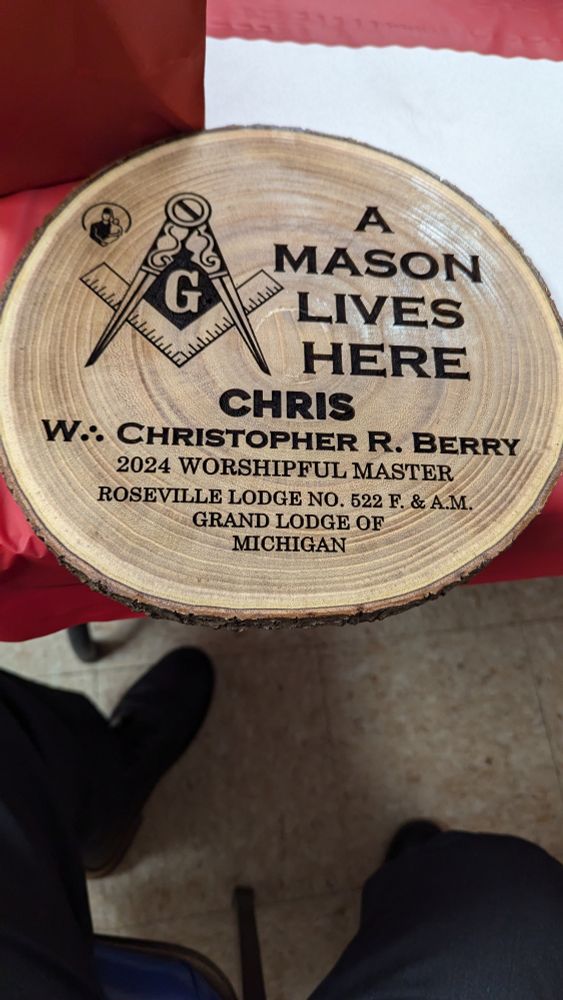 G
A
MASON
LIVES
HERE
CHRIS
W∴ CHRISTOPHER R. BERRY
2024 WORSHIPFUL MASTER
ROSEVILLE LODGE NO. 522 F. & A.M.
GRAND LODGE OF
MICHIGAN